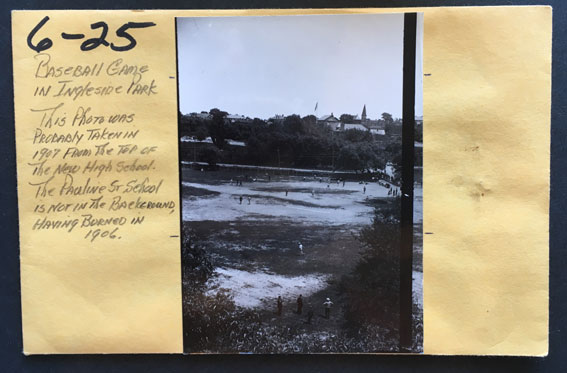 6-25
Baseball Game
in Ingleside Park
This Photo was
Probably Taken in
1907 From the Top of
the New High School.
The Pauline St. School
is not in the Background,
Having Burned in
1906.